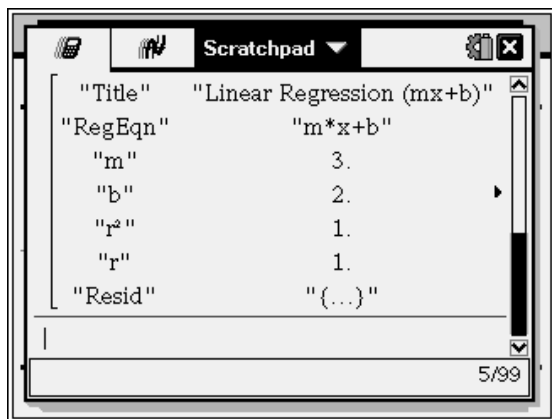 Scratchpad
"Title" "Linear Regression (mx+b)"
"RegEqn" "m*x+b"
"m" 3.
"b" 2.
"r²" 1.
"r" 1.
"Resid" "{...}"
5/99